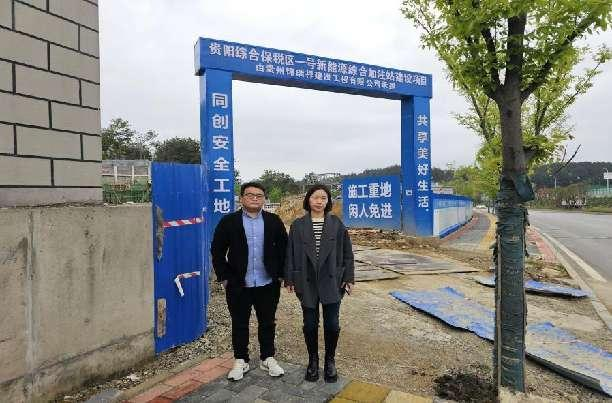 贵阳综合保税区一号新能源综合加注站建设项目
同创安全工地
共享美好生活
施工重地
闲人免进